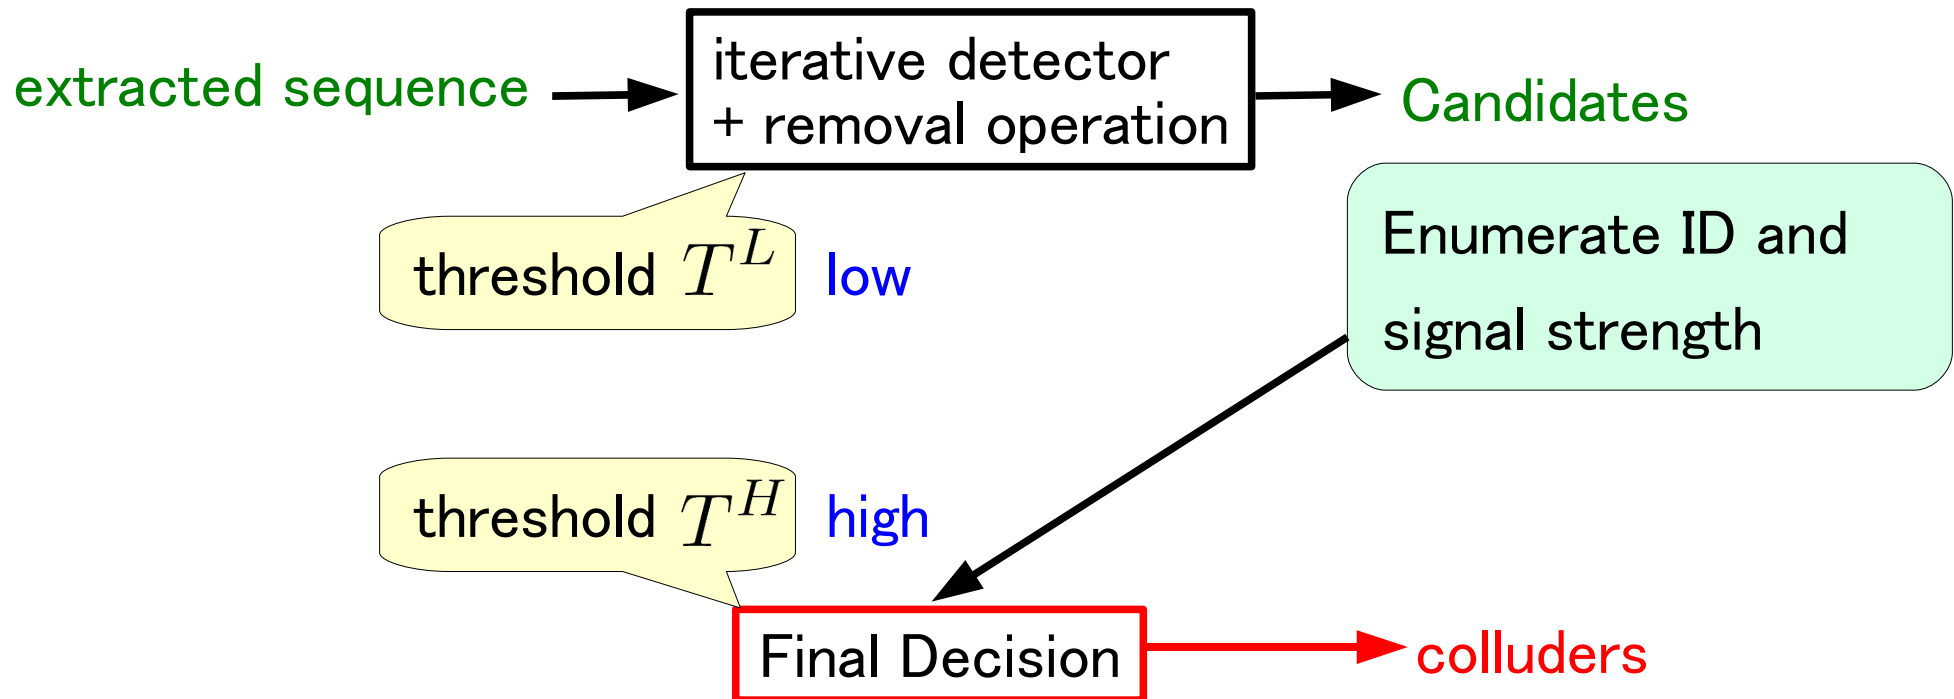 extracted sequence
iterative detector
+ removal operation
Candidates
threshold T^L low
Enumerate ID and
signal strength
threshold T^H high
Final Decision
colluders